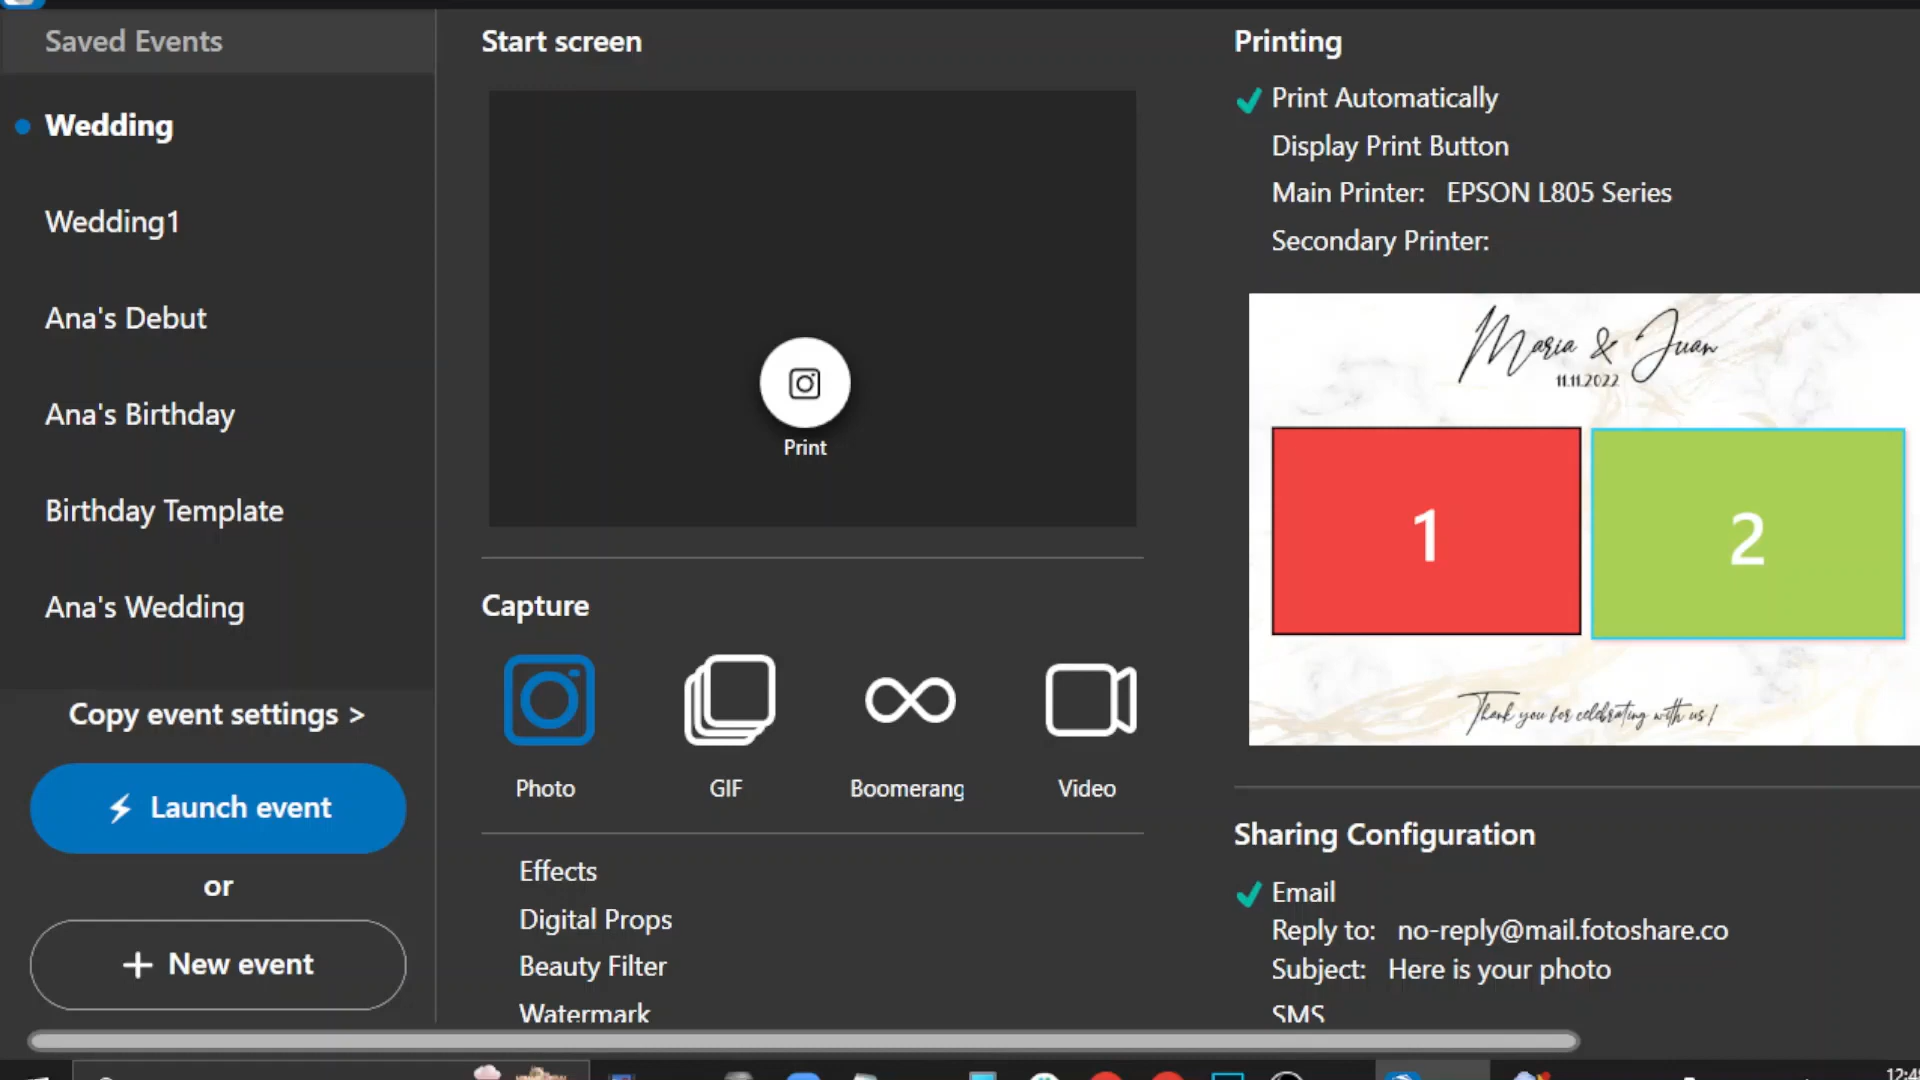 Saved Events
Wedding
Wedding1
Ana's Debut
Ana's Birthday
Birthday Template
Ana's Wedding
Copy event settings >
Launch event
or
+ New event
Start screen
Print
Capture
Photo
GIF
Boomerang
Video
Effects
Digital Props
Beauty Filter
Watermark
Printing
Print Automatically
Display Print Button
Main Printer: EPSON L805 Series
Secondary Printer:
Maria & Juan
11.11.2022
1
2
Thank you for celebrating with us!
Sharing Configuration
Email
Reply to: no-reply@mail.fotoshare.co
Subject: Here is your photo
SMS